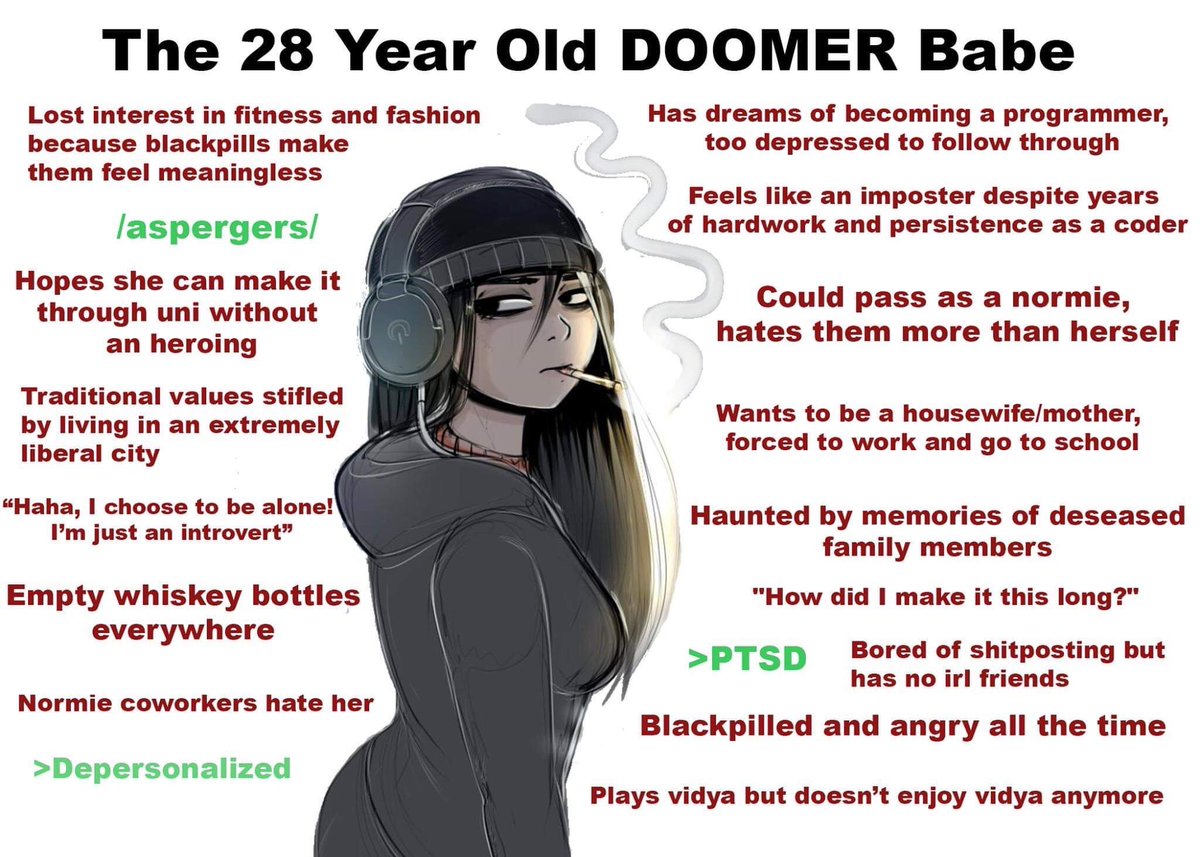 The 28 Year Old DOOMER Babe
Lost interest in fitness and fashion
because blackpills make
them feel meaningless
/aspergers/
Hopes she can make it
through uni without
an heroing
Traditional values stifled
by living in an extremely
liberal city
“Haha, I choose to be alone!
I’m just an introvert”
Empty whiskey bottles
everywhere
Normie coworkers hate her
>Depersonalized
Has dreams of becoming a programmer,
too depressed to follow through
Feels like an imposter despite years
of hardwork and persistence as a coder
Could pass as a normie,
hates them more than herself
Wants to be a housewife/mother,
forced to work and go to school
Haunted by memories of deseased
family members
"How did I make it this long?"
>PTSD
Bored of shitposting but
has no irl friends
Blackpilled and angry all the time
Plays vidya but doesn’t enjoy vidya anymore